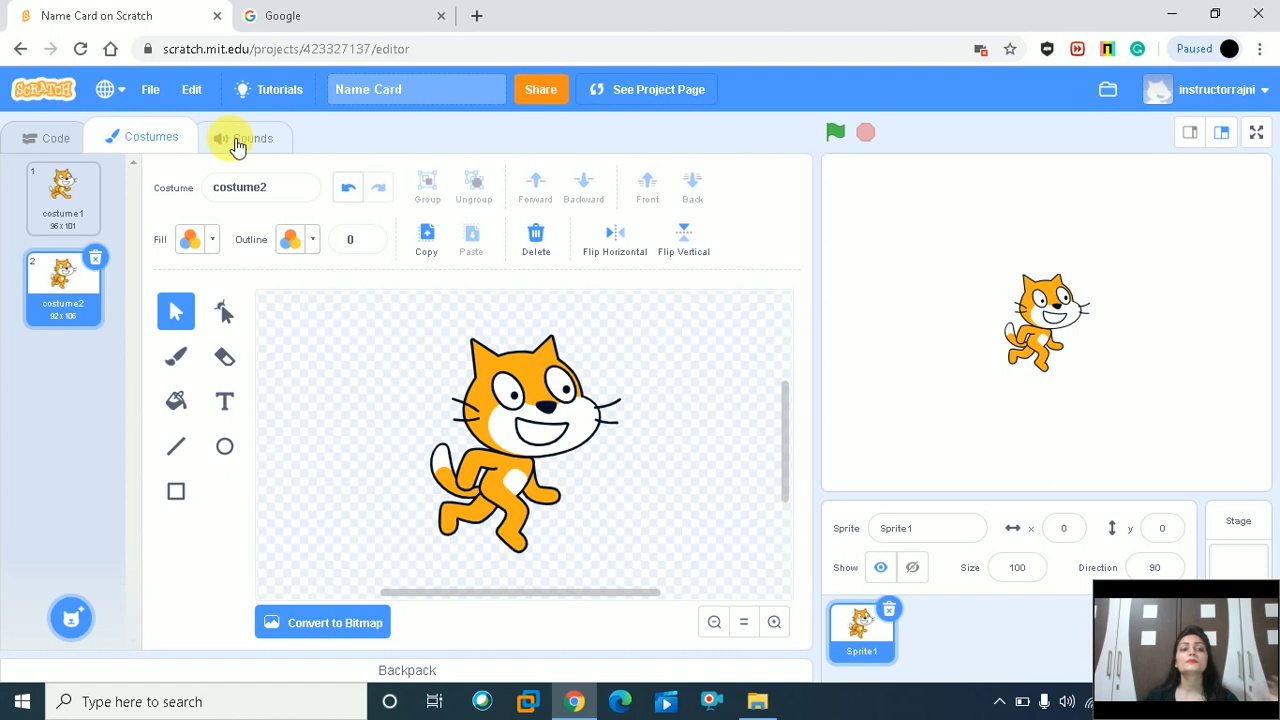 Name Card on Scratch
Google
scratch.mit.edu/projects/423327137/editor
Paused
SCRATCH
File
Edit
Tutorials
Name Card
Share
See Project Page
instructorrajni
Code
Costumes
Sounds
1
costume1
96 x 101
2
costume2
92 x 106
Costume
costume2
Group
Ungroup
Forward
Backward
Front
Back
Fill
Outline
0
Copy
Paste
Delete
Flip Horizontal
Flip Vertical
Convert to Bitmap
Backpack
Sprite
Sprite1
x
0
y
0
Show
Size
100
Direction
90
Stage
Sprite1
Type here to search